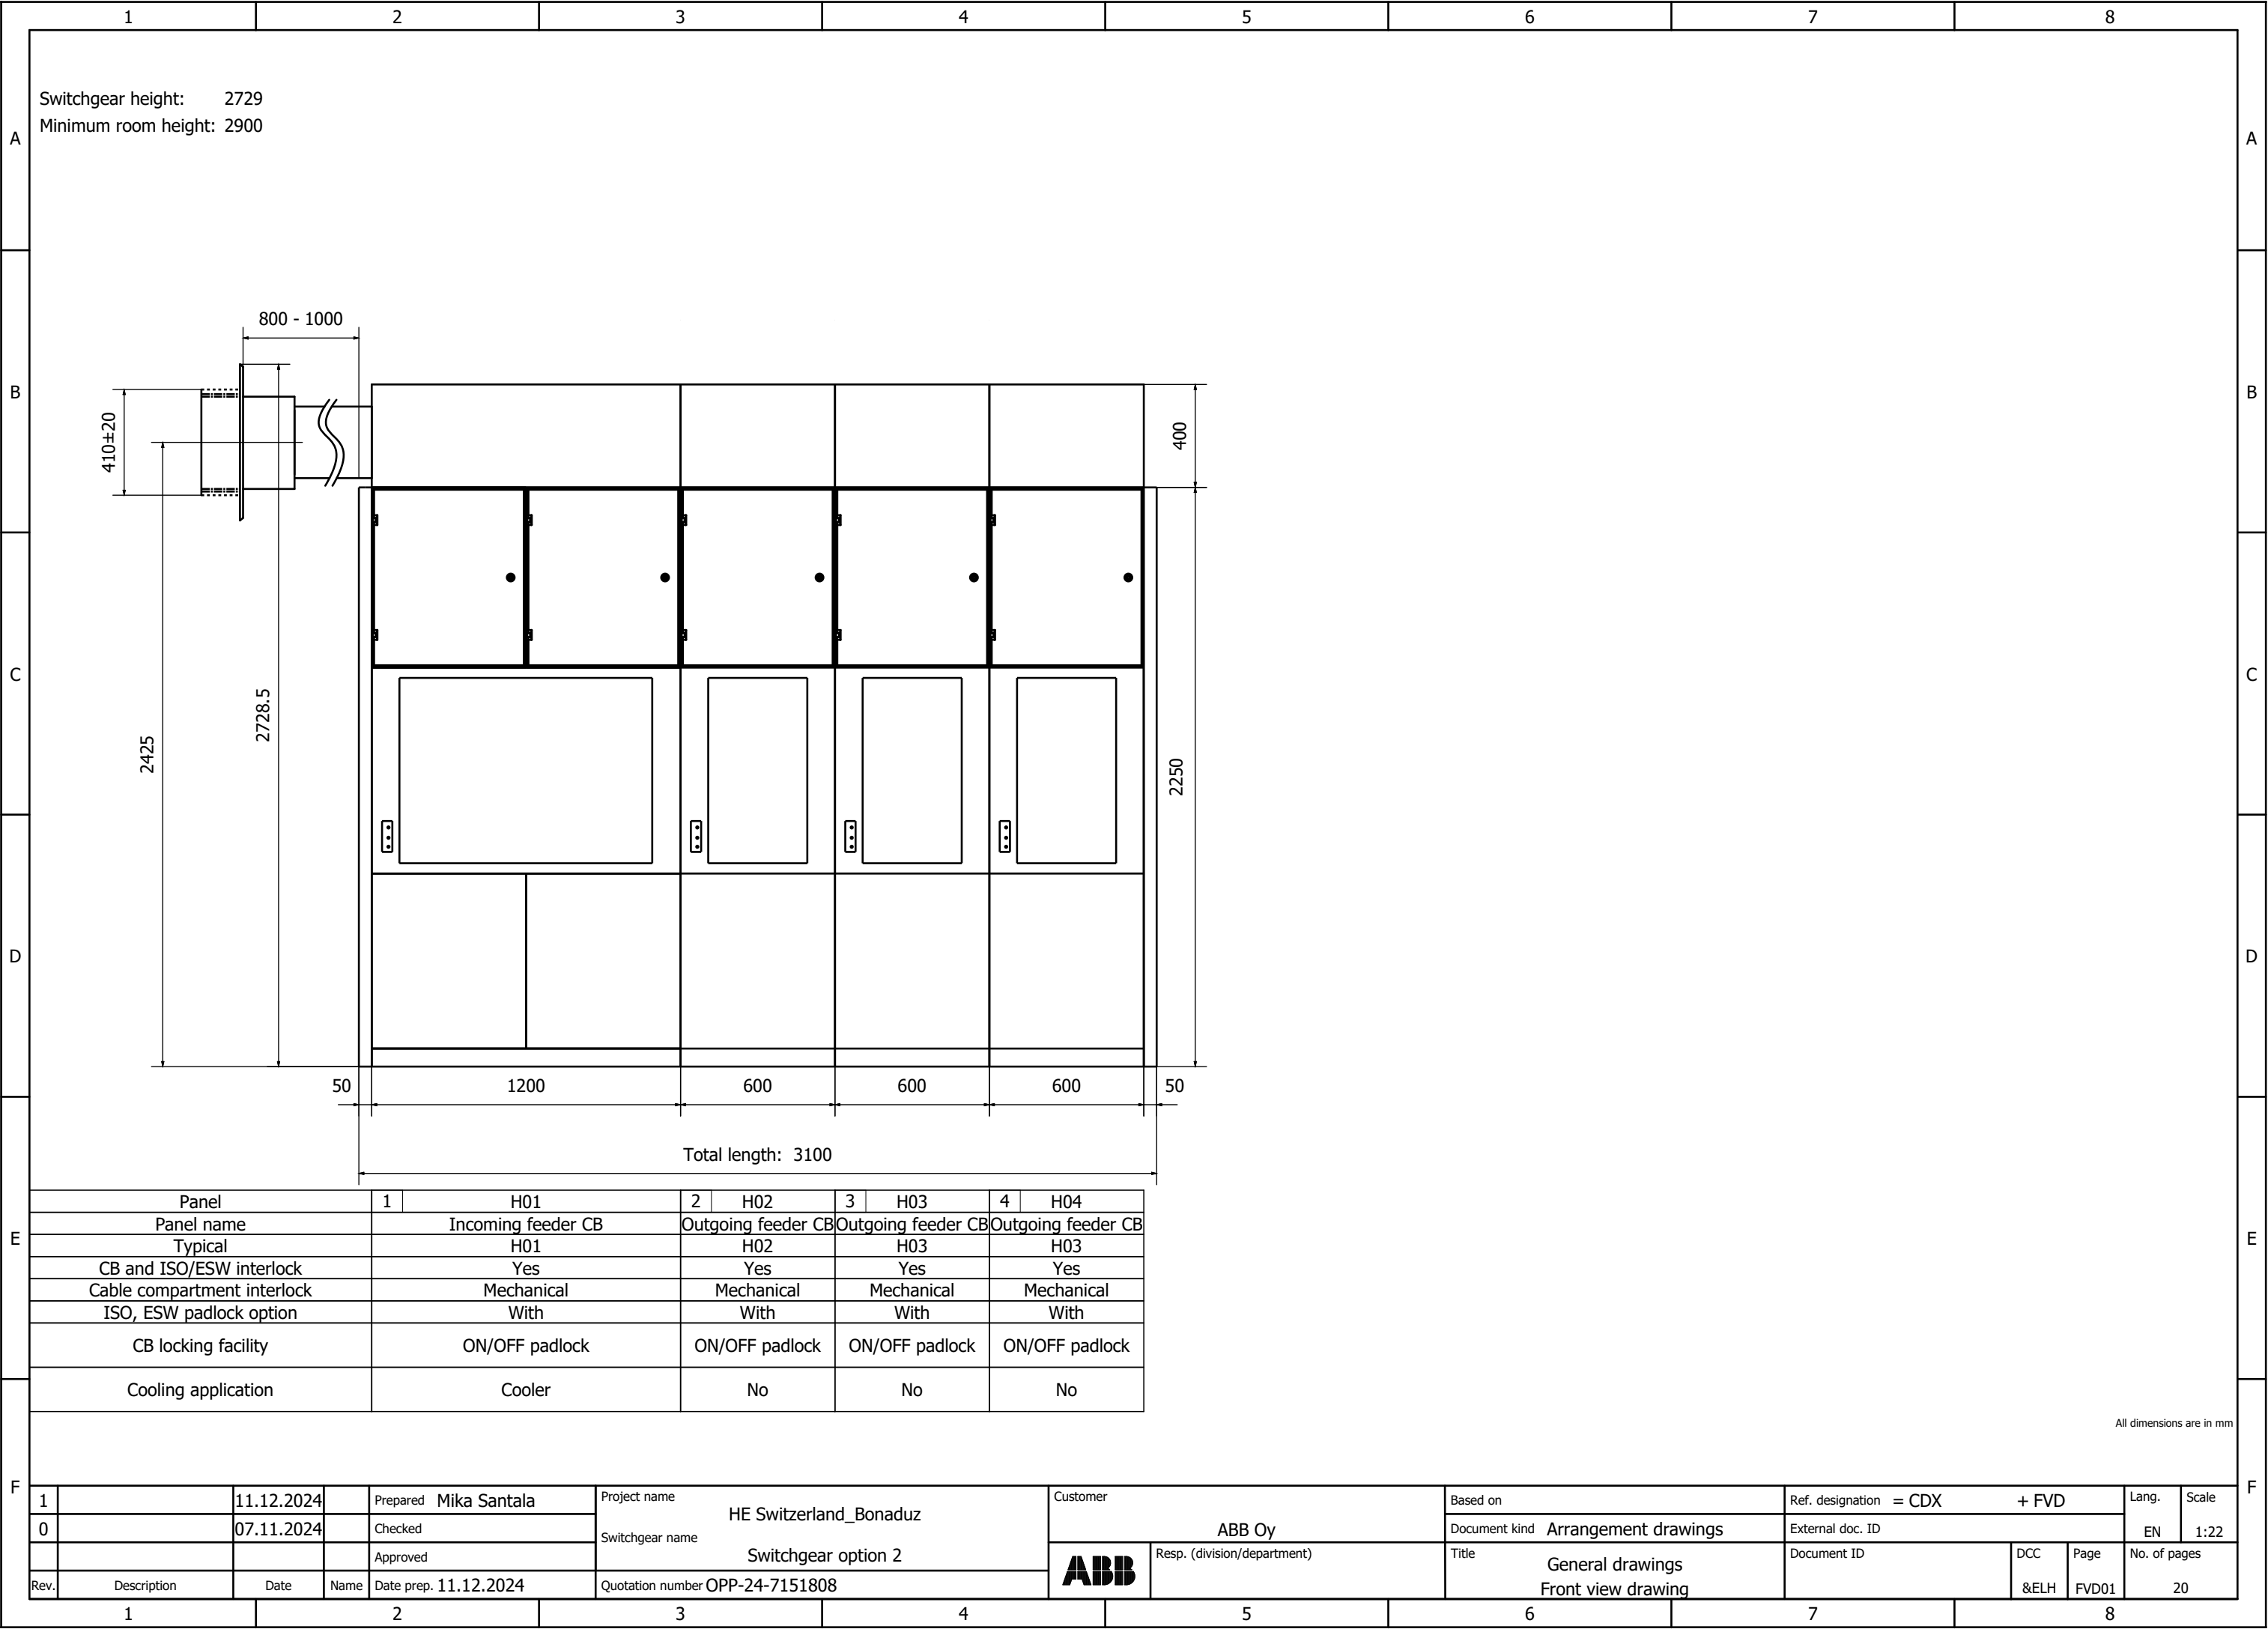 1 2 3 4 5 6 7 8
Switchgear height: 2729
Minimum room height: 2900
A A
800 - 1000
B B
410±20
400
C C
2728.5
2425
2250
D D
50 1200 600 600 600 50
Total length: 3100
Panel 1 H01 2 H02 3 H03 4 H04
Panel name Incoming feeder CB Outgoing feeder CB Outgoing feeder CB Outgoing feeder CB
E E
Typical H01 H02 H03 H03
CB and ISO/ESW interlock Yes Yes Yes Yes
Cable compartment interlock Mechanical Mechanical Mechanical Mechanical
ISO, ESW padlock option With With With With
CB locking facility ON/OFF padlock ON/OFF padlock ON/OFF padlock ON/OFF padlock
Cooling application Cooler No No No
All dimensions are in mm
F F
1 11.12.2024 Prepared Mika Santala
0 07.11.2024 Checked
Approved
Rev. Description Date Name Date prep. 11.12.2024
Project name
HE Switzerland_Bonaduz
Switchgear name
Switchgear option 2
Quotation number OPP-24-7151808
Customer
ABB Oy
ABB
Resp. (division/department)
Based on
Document kind Arrangement drawings
Title
General drawings
Front view drawing
Ref. designation = CDX + FVD
External doc. ID
Document ID
DCC
&ELH
Page
FVD01
Lang.
EN
Scale
1:22
No. of pages
20
1 2 3 4 5 6 7 8